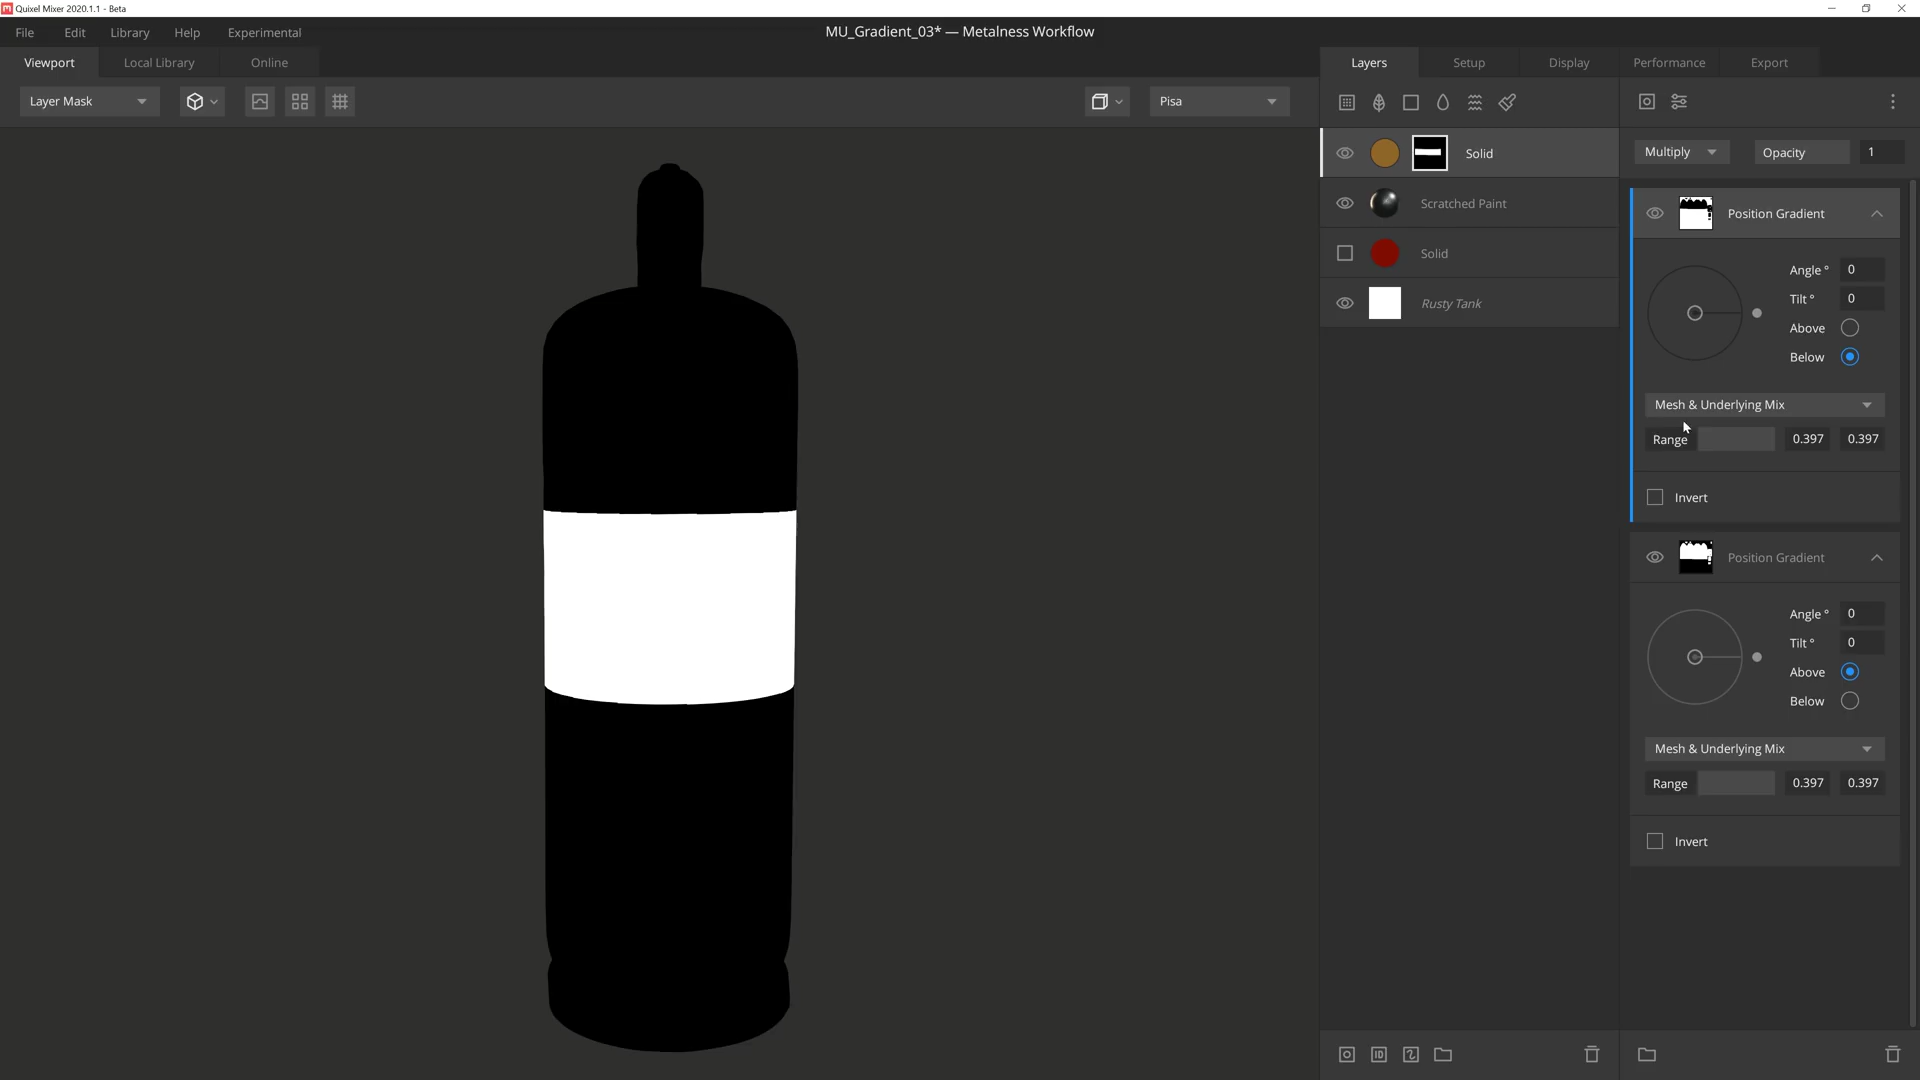 Quixel Mixer 2020.1.1 - Beta
File Edit Library Help Experimental
MU_Gradient_03* — Metalness Workflow
Viewport Local Library Online
Layers Setup Display Performance Export
Layer Mask
Pisa
Multiply Opacity 1
Solid
Scratched Paint
Solid
Rusty Tank
Position Gradient
Angle ° 0
Tilt ° 0
Above
Below
Mesh & Underlying Mix
Range 0.397 0.397
Invert
Position Gradient
Angle ° 0
Tilt ° 0
Above
Below
Mesh & Underlying Mix
Range 0.397 0.397
Invert
ID